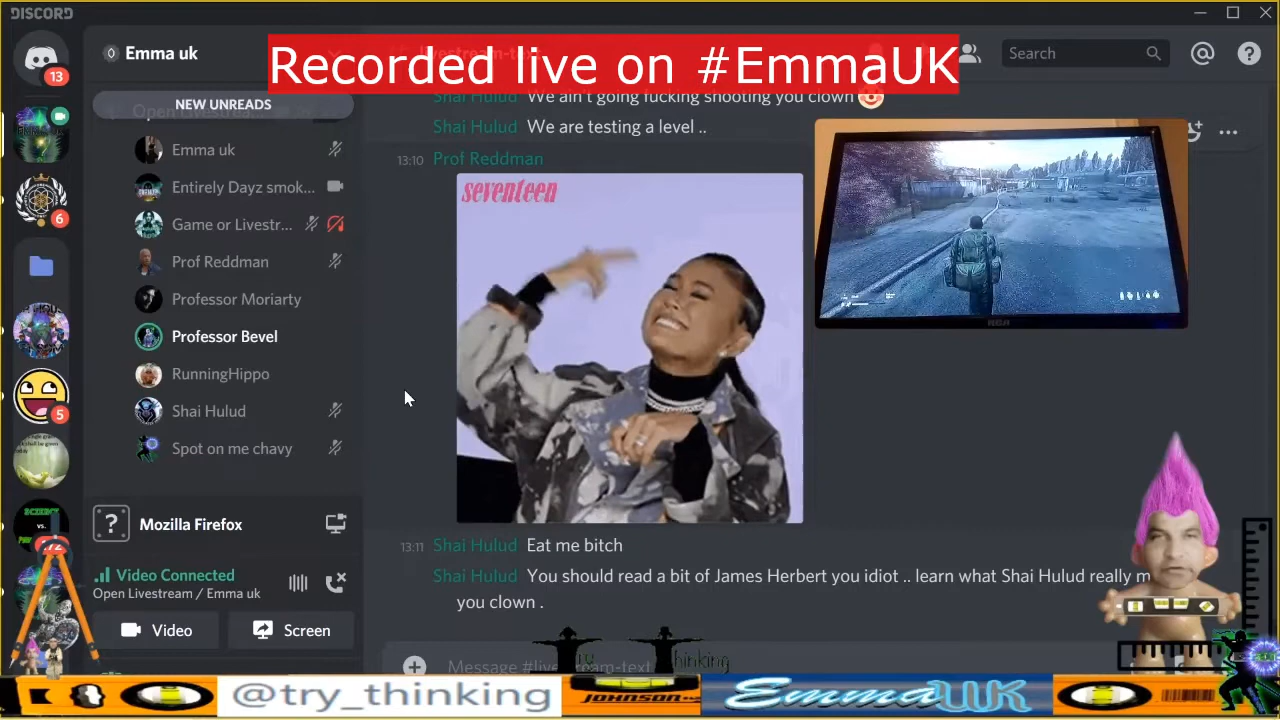 DISCORD
Emma uk
Recorded live on #EmmaUK
Search
13
NEW UNREADS
Shai Hulud We ain't going fucking shooting you clown
Shai Hulud We are testing a level ..
Emma uk
13:10 Prof Reddman
Entirely Dayz smok...
seventeen
6
Game or Livestr...
Prof Reddman
Professor Moriarty
Professor Bevel
RCA
RunningHippo
5
Shai Hulud
Spot on me chavy
?
Mozilla Firefox
13:11 Shai Hulud Eat me bitch
Video Connected
Shai Hulud You should read a bit of James Herbert you idiot .. learn what Shai Hulud really m
Open Livestream / Emma uk
you clown .
Video
Screen
Message #livestream-text
@try_thinking
JOHNSON
EmmaUK